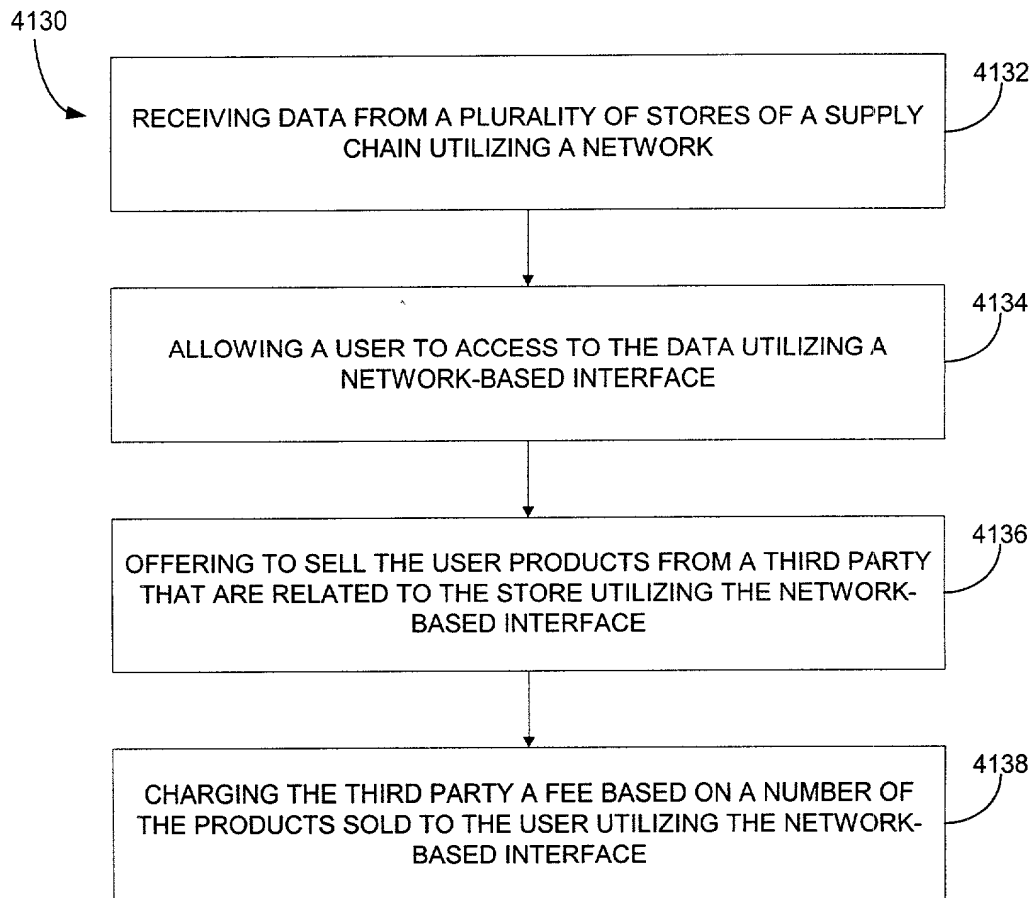 4130
4132
RECEIVING DATA FROM A PLURALITY OF STORES OF A SUPPLY
CHAIN UTILIZING A NETWORK
4134
ALLOWING A USER TO ACCESS TO THE DATA UTILIZING A
NETWORK-BASED INTERFACE
4136
OFFERING TO SELL THE USER PRODUCTS FROM A THIRD PARTY
THAT ARE RELATED TO THE STORE UTILIZING THE NETWORK-
BASED INTERFACE
4138
CHARGING THE THIRD PARTY A FEE BASED ON A NUMBER OF
THE PRODUCTS SOLD TO THE USER UTILIZING THE NETWORK-
BASED INTERFACE